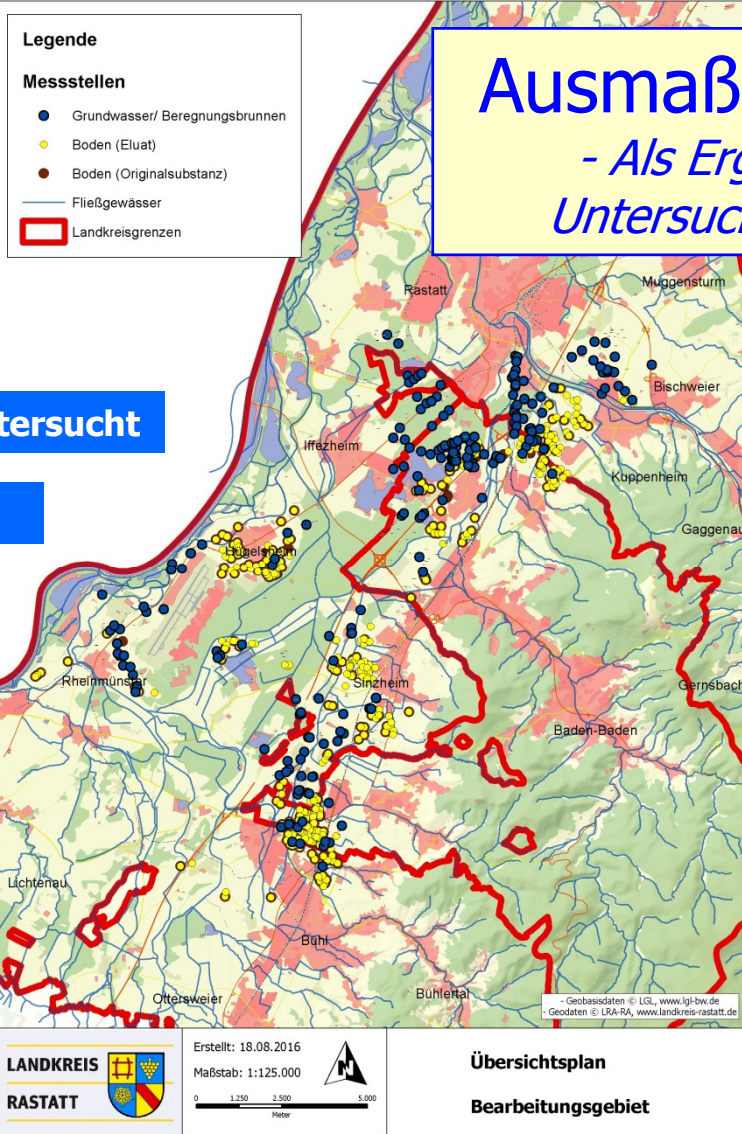 Legende
Messstellen
Grundwasser/ Beregnungsbrunnen
Boden (Eluat)
Boden (Originalsubstanz)
Fließgewässer
Landkreisgrenzen
Ausmaß
- Als Erg
Untersuch
tersucht
Rastatt
Muggensturm
Bischweier
Iffezheim
Kuppenheim
Gaggenau
Hügelsheim
Rheinmünster
Sinzheim
Gernsbach
Baden-Baden
Lichtenau
Bühl
Ottersweier
Bühlertal
- Geobasisdaten © LGL, www.lgl-bw.de
- Geodaten © LRA-RA, www.landkreis-rastatt.de
LANDKREIS
RASTATT
Erstellt: 18.08.2016
Maßstab: 1:125.000
N
0 1.250 2.500 5.000
Meter
Übersichtsplan
Bearbeitungsgebiet